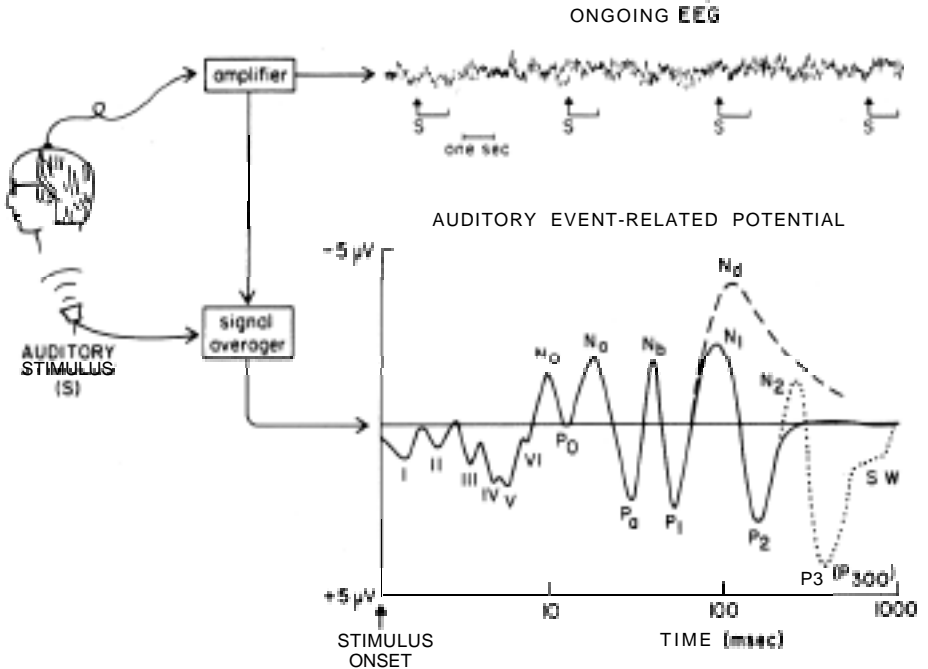 ONGOING EEG
amplifier
S
S
S
S
one sec
AUDITORY EVENT-RELATED POTENTIAL
-5 µV
Nd
signal
averager
AUDITORY
STIMULUS
(S)
No
Na
Nb
N1
N2
I
II
III
IV
V
VI
P0
Pa
P1
P2
SW
P3 (P300)
+5 µV
10
100
1000
STIMULUS
ONSET
TIME (msec)